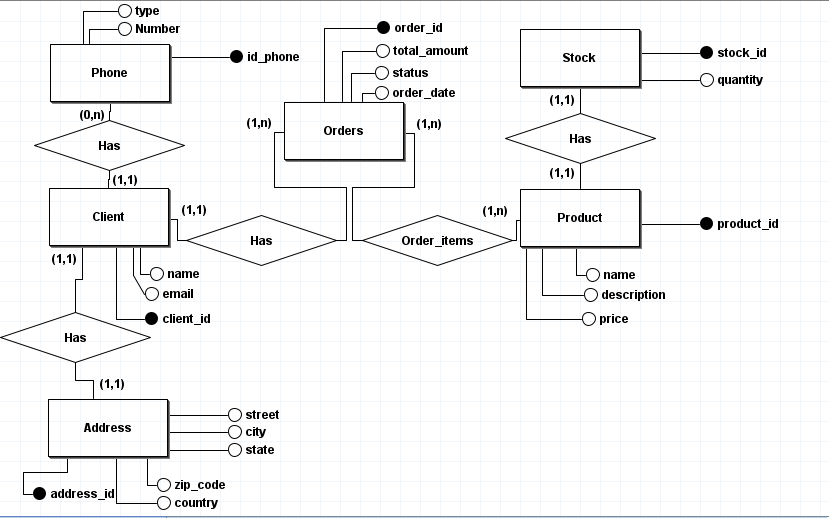 type
Number
Phone
id_phone
(0,n)
Has
(1,1)
Client
(1,1)
Has
(1,1)
name
email
client_id
Has
(1,1)
Address
street
city
state
zip_code
country
address_id
order_id
total_amount
status
order_date
Orders
(1,n)
(1,n)
Order_items
(1,n)
Stock
stock_id
quantity
(1,1)
Has
(1,1)
Product
product_id
name
description
price